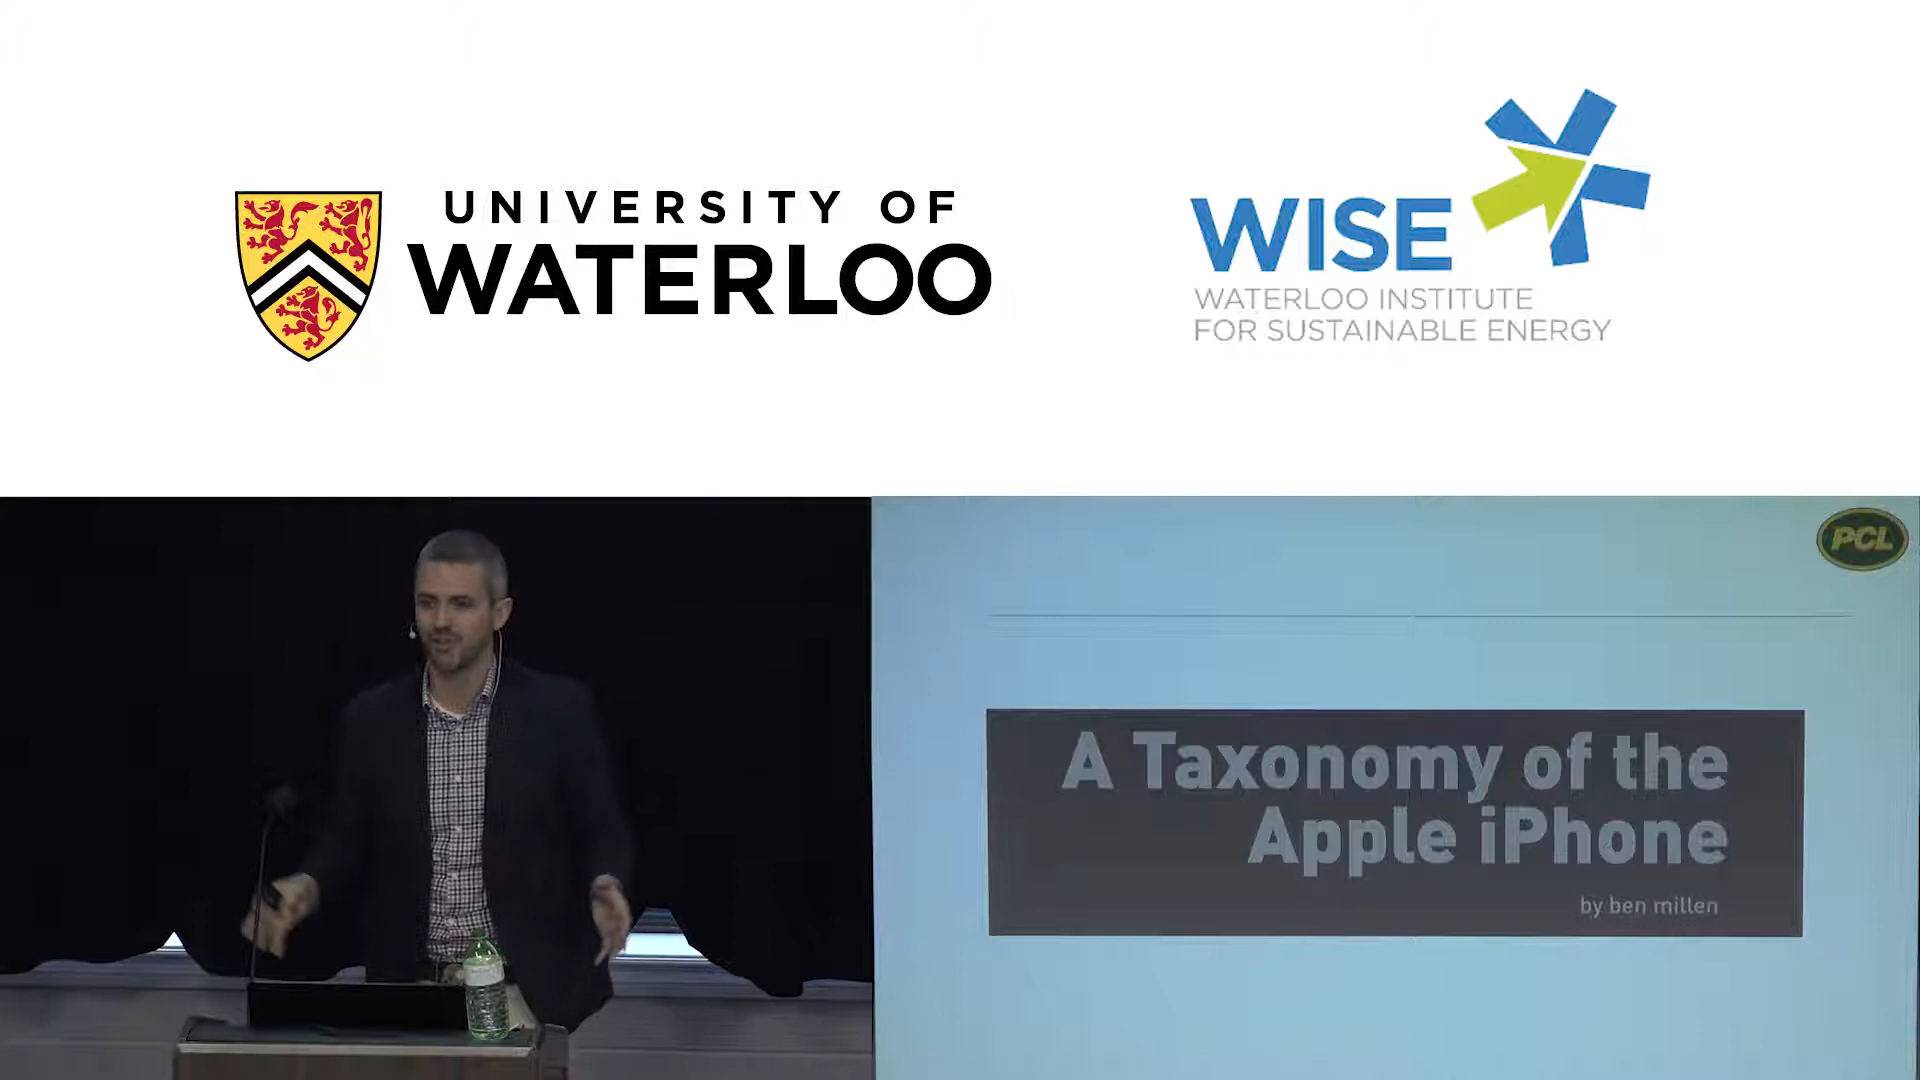 UNIVERSITY OF
WATERLOO
WISE
WATERLOO INSTITUTE
FOR SUSTAINABLE ENERGY
PCL
A Taxonomy of the
Apple iPhone
by ben millen